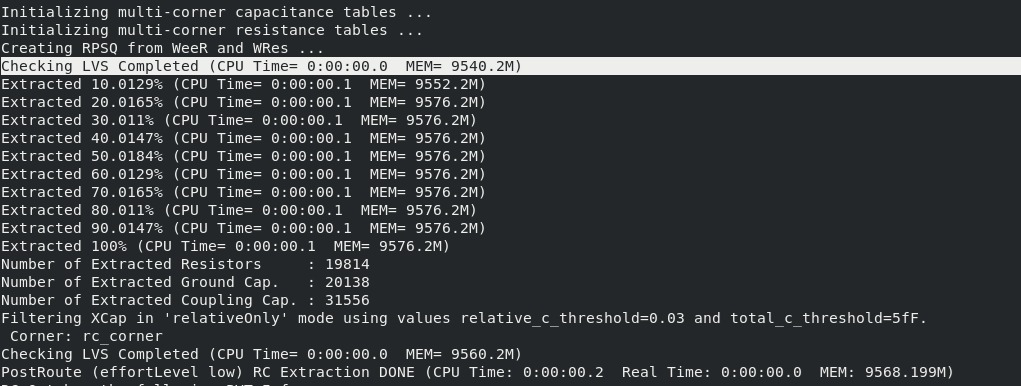 Initializing multi-corner capacitance tables ...
Initializing multi-corner resistance tables ...
Creating RPSQ from WeeR and WRes ...
Checking LVS Completed (CPU Time= 0:00:00.0  MEM= 9540.2M)
Extracted 10.0129% (CPU Time= 0:00:00.1  MEM= 9552.2M)
Extracted 20.0165% (CPU Time= 0:00:00.1  MEM= 9576.2M)
Extracted 30.011% (CPU Time= 0:00:00.1  MEM= 9576.2M)
Extracted 40.0147% (CPU Time= 0:00:00.1  MEM= 9576.2M)
Extracted 50.0184% (CPU Time= 0:00:00.1  MEM= 9576.2M)
Extracted 60.0129% (CPU Time= 0:00:00.1  MEM= 9576.2M)
Extracted 70.0165% (CPU Time= 0:00:00.1  MEM= 9576.2M)
Extracted 80.011% (CPU Time= 0:00:00.1  MEM= 9576.2M)
Extracted 90.0147% (CPU Time= 0:00:00.1  MEM= 9576.2M)
Extracted 100% (CPU Time= 0:00:00.1  MEM= 9576.2M)
Number of Extracted Resistors     : 19814
Number of Extracted Ground Cap.   : 20138
Number of Extracted Coupling Cap. : 31556
Filtering XCap in 'relativeOnly' mode using values relative_c_threshold=0.03 and total_c_threshold=5fF.
 Corner: rc_corner
Checking LVS Completed (CPU Time= 0:00:00.0  MEM= 9560.2M)
PostRoute (effortLevel low) RC Extraction DONE (CPU Time: 0:00:00.2  Real Time: 0:00:00.0  MEM: 9568.199M)